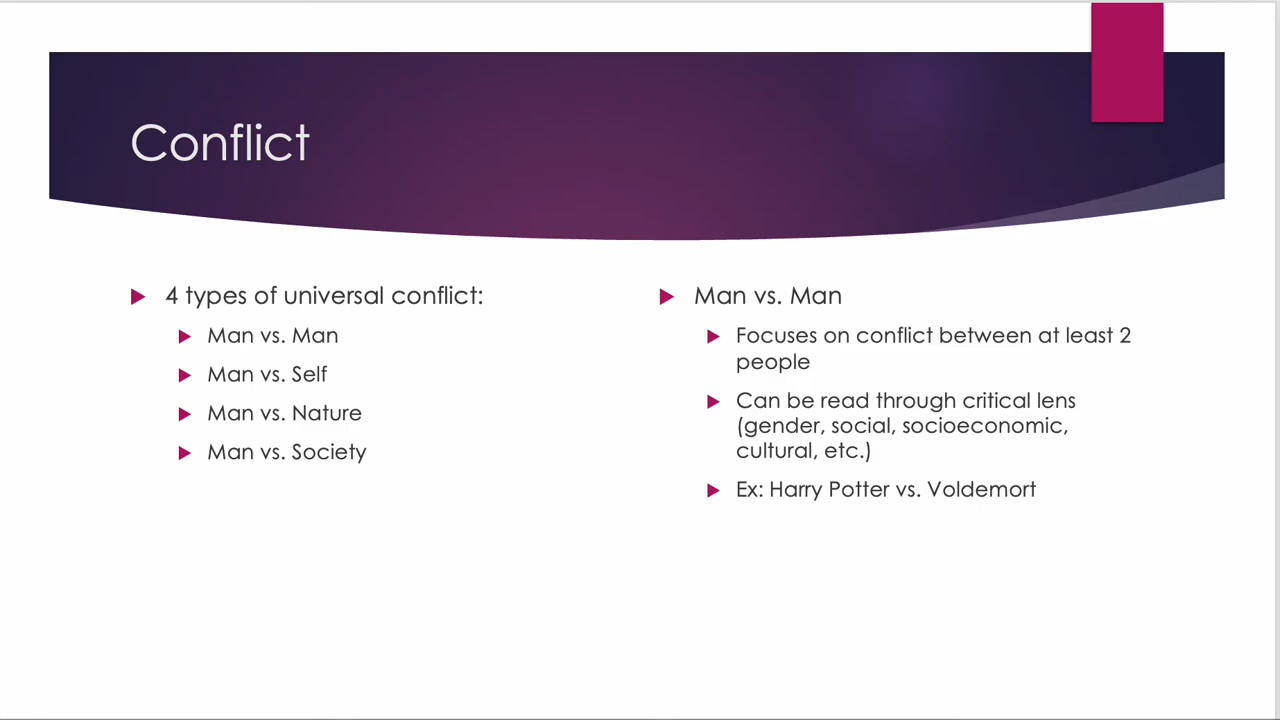 Conflict
4 types of universal conflict:
Man vs. Man
Man vs. Self
Man vs. Nature
Man vs. Society
Man vs. Man
Focuses on conflict between at least 2
people
Can be read through critical lens
(gender, social, socioeconomic,
cultural, etc.)
Ex: Harry Potter vs. Voldemort